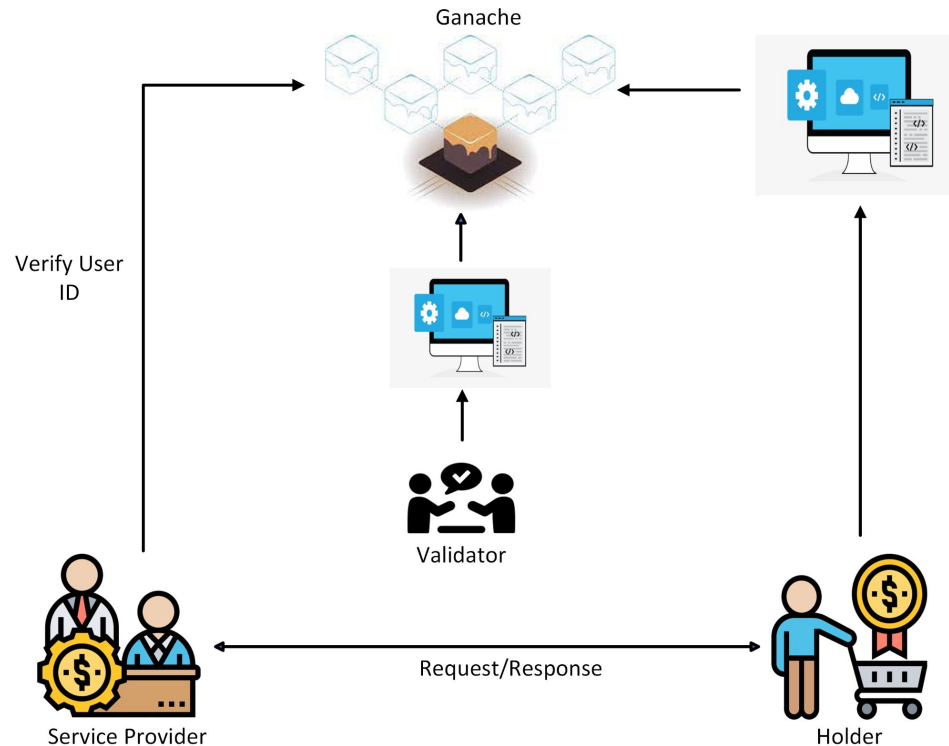 Ganache
</>
Verify User
ID
</>
Validator
Request/Response
Service Provider
Holder